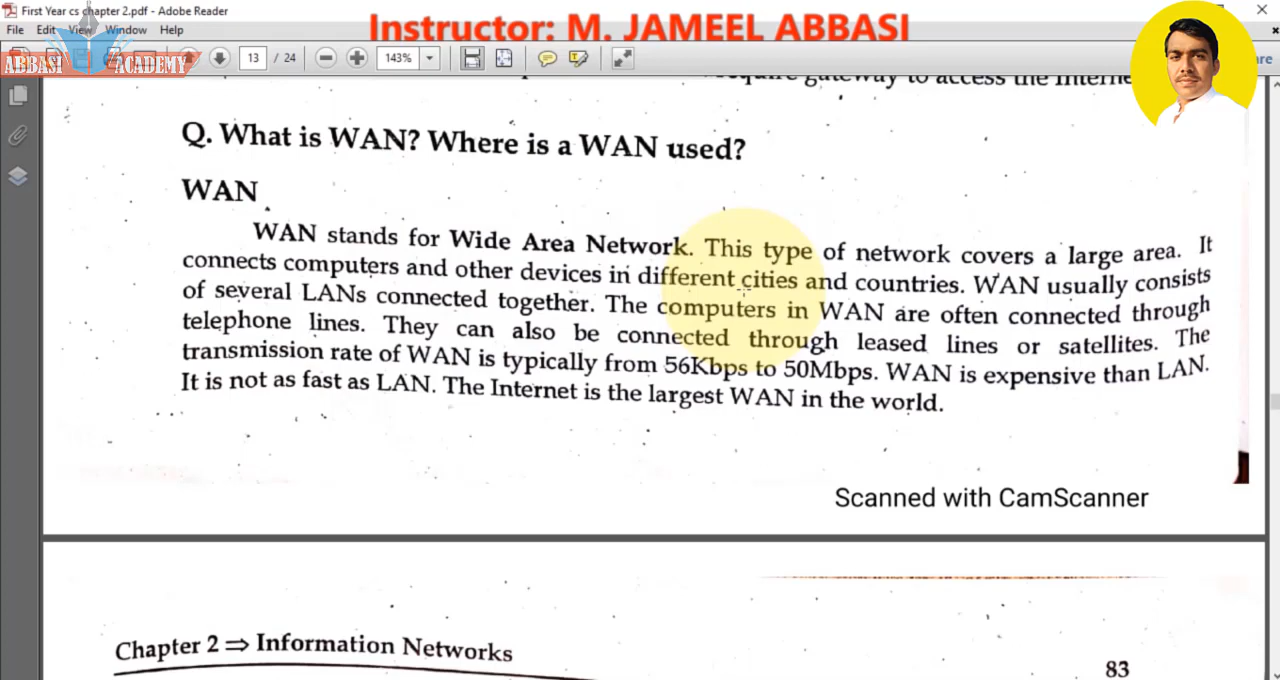 First Year cs chapter 2.pdf - Adobe Reader
Instructor: M. JAMEEL ABBASI
File Edit View Window Help
ABBASI ACADEMY
13 / 24 143%
gateway to access the
Q. What is WAN? Where is a WAN used?
WAN
WAN stands for Wide Area Network. This type of network covers a large area. It
connects computers and other devices in different cities and countries. WAN usually consists
of several LANs connected together. The computers in WAN are often connected through
telephone lines. They can also be connected through leased lines or satellites. The
transmission rate of WAN is typically from 56Kbps to 50Mbps. WAN is expensive than LAN.
It is not as fast as LAN. The Internet is the largest WAN in the world.
Scanned with CamScanner
Chapter 2 ⇒ Information Networks
83